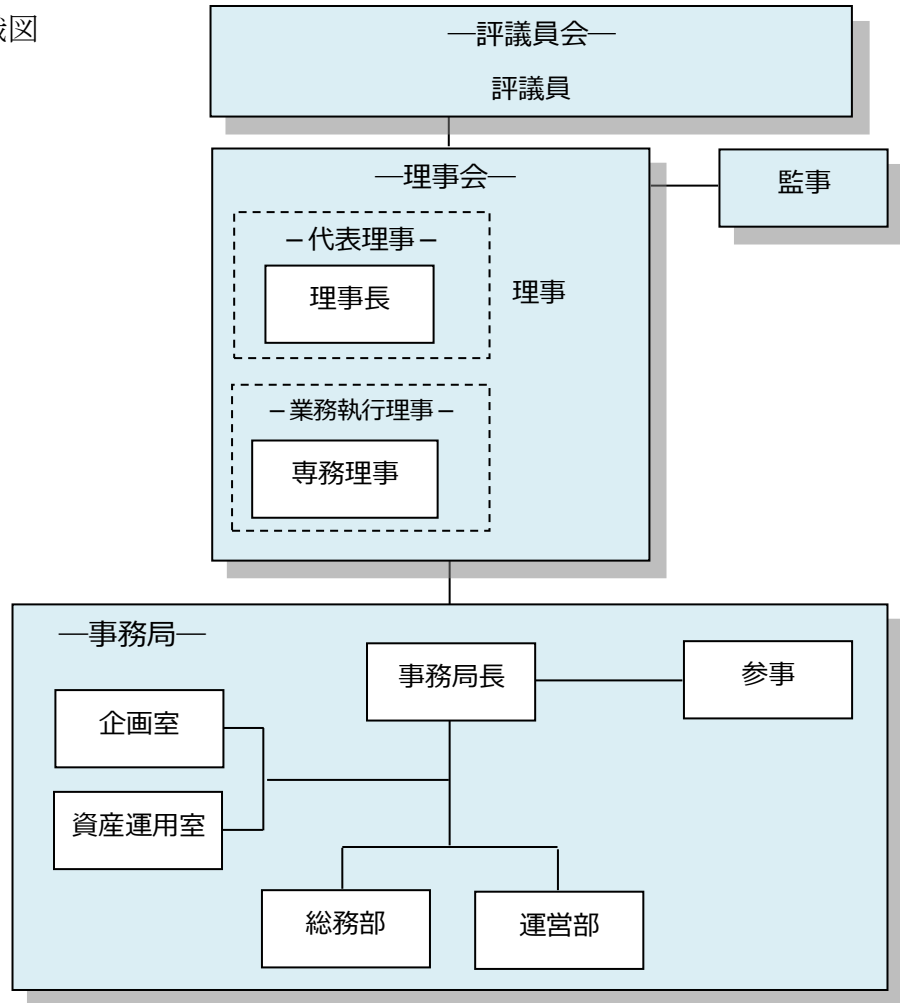 織図
―評議員会―
評議員
―理事会―
監事
－代表理事－
理事長
理事
－業務執行理事－
専務理事
―事務局―
事務局長
参事
企画室
資産運用室
総務部
運営部